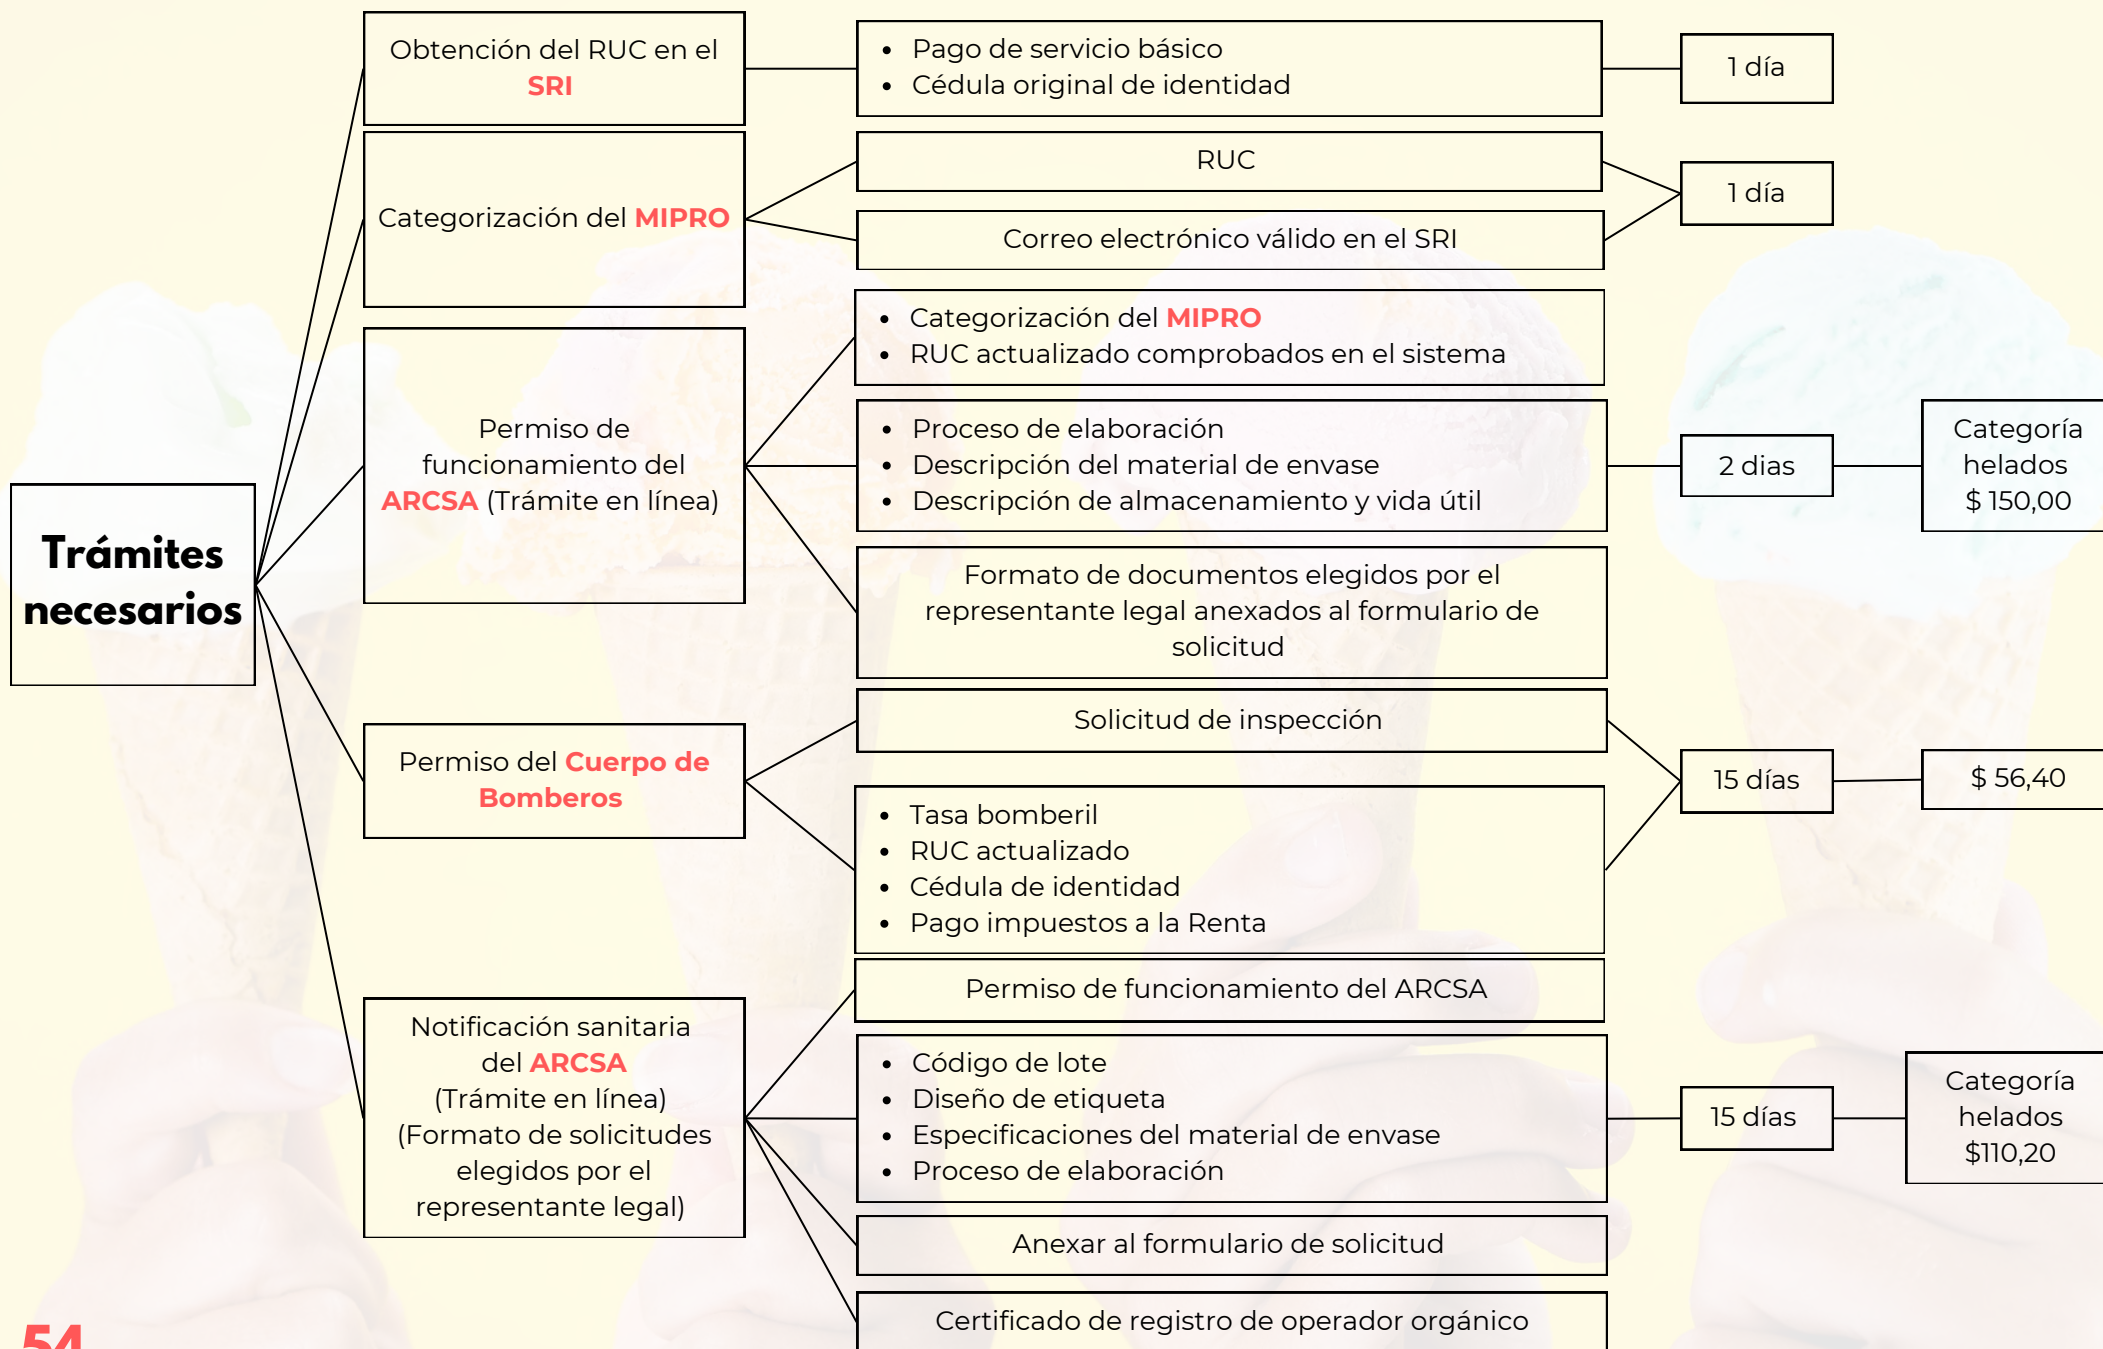 Trámites
necesarios
Obtención del RUC en el
SRI
• Pago de servicio básico
• Cédula original de identidad
1 día
Categorización del MIPRO
RUC
Correo electrónico válido en el SRI
1 día
Permiso de
funcionamiento del
ARCSA (Trámite en línea)
• Categorización del MIPRO
• RUC actualizado comprobados en el sistema
• Proceso de elaboración
• Descripción del material de envase
• Descripción de almacenamiento y vida útil
Formato de documentos elegidos por el
representante legal anexados al formulario de
solicitud
2 dias
Categoría
helados
$ 150,00
Permiso del Cuerpo de
Bomberos
Solicitud de inspección
• Tasa bomberil
• RUC actualizado
• Cédula de identidad
• Pago impuestos a la Renta
15 días
$ 56,40
Notificación sanitaria
del ARCSA
(Trámite en línea)
(Formato de solicitudes
elegidos por el
representante legal)
Permiso de funcionamiento del ARCSA
• Código de lote
• Diseño de etiqueta
• Especificaciones del material de envase
• Proceso de elaboración
Anexar al formulario de solicitud
Certificado de registro de operador orgánico
15 días
Categoría
helados
$110,20
54